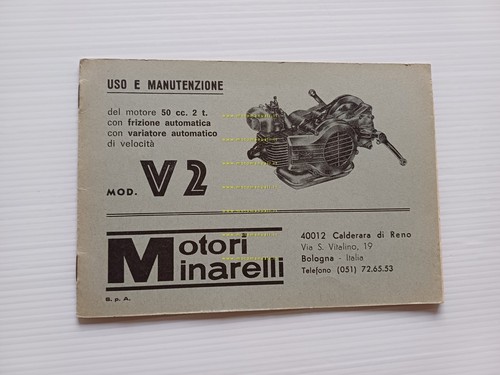 USO E MANUTENZIONE
del motore 50 cc. 2 t.
con frizione automatica
con variatore automatico
di velocità
MOD. V2
Motori
Minarelli
S. p. A.
40012 Calderara di Reno
Via S. Vitalino, 19
Bologna - Italia
Telefono (051) 72.65.53